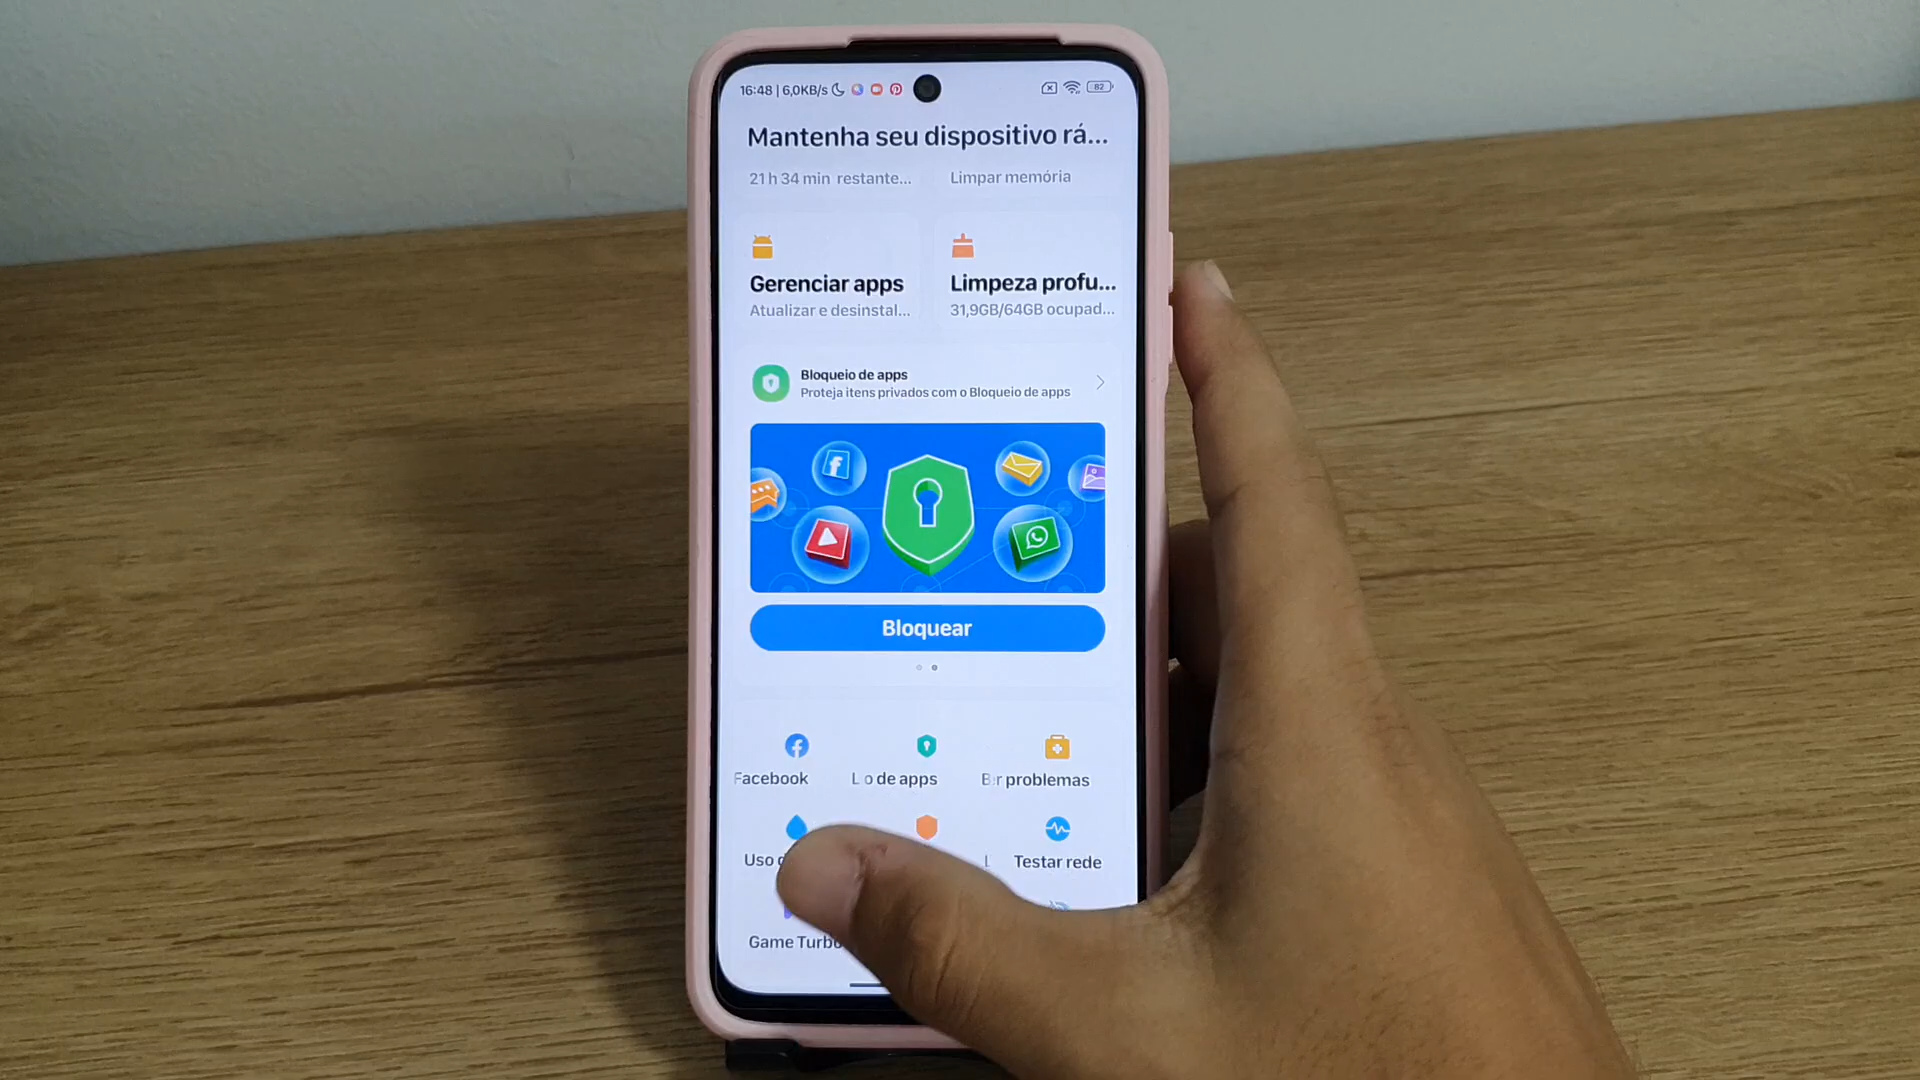 16:48 | 6,0KB/s
82
Mantenha seu dispositivo rá...
21 h 34 min restante...
Limpar memória
Gerenciar apps
Limpeza profu...
Atualizar e desinstal...
31,9GB/64GB ocupad...
Bloqueio de apps
Proteja itens privados com o Bloqueio de apps
Bloquear
Facebook
o de apps
problemas
Uso
Testar rede
Game Turbo